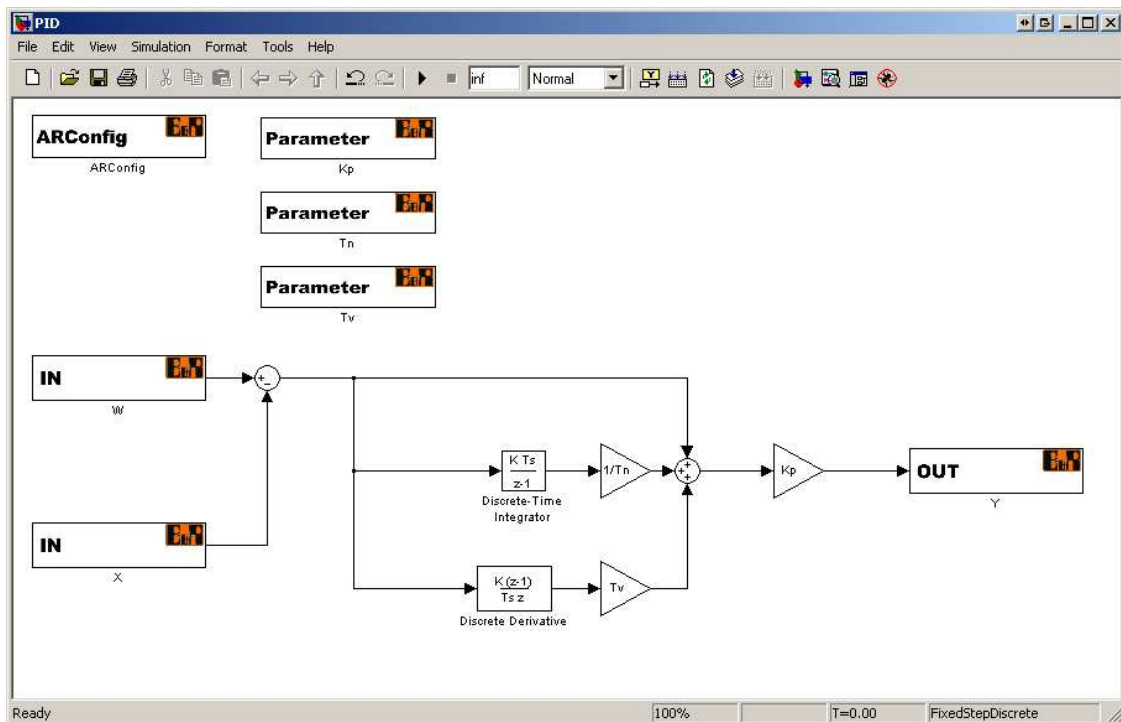 PID
File Edit View Simulation Format Tools Help
inf Normal
ARConfig B&R
ARConfig
Parameter B&R
Kp
Parameter B&R
Tn
Parameter B&R
Tv
IN B&R
W
+ -
K Ts
z-1
Discrete-Time
Integrator
1/Tn
+
+
+
Kp
OUT B&R
Y
IN B&R
X
K (z-1)
Ts z
Discrete Derivative
Tv
Ready 100% T=0.00 FixedStepDiscrete